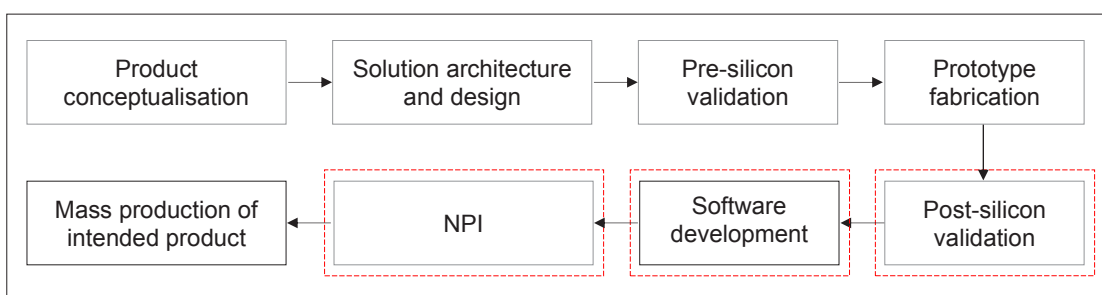 Product
conceptualisation
Solution architecture
and design
Pre-silicon
validation
Prototype
fabrication
Mass production of
intended product
NPI
Software
development
Post-silicon
validation